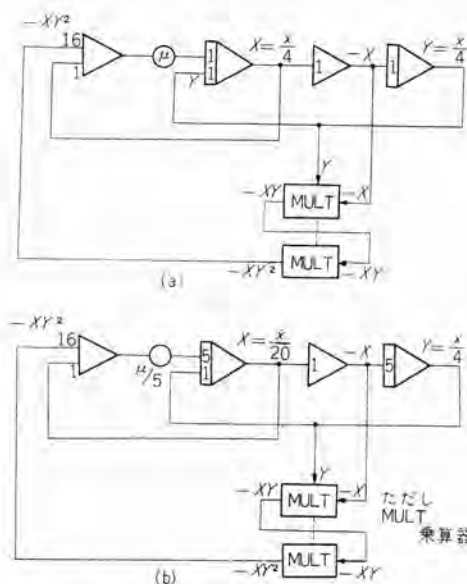 -XY²
16
1
μ
1
1
Y
X=ẋ/4
1
-X
1
Y=x/4
Y
-XY
MULT
-X
-XY²
MULT
-XY
(a)
-XY²
16
1
μ/5
5
1
X=ẋ/20
1
-X
5
Y=x/4
Y
-XY
MULT
-X
-XY²
MULT
-XY
ただし
MULT
乗算器
(b)